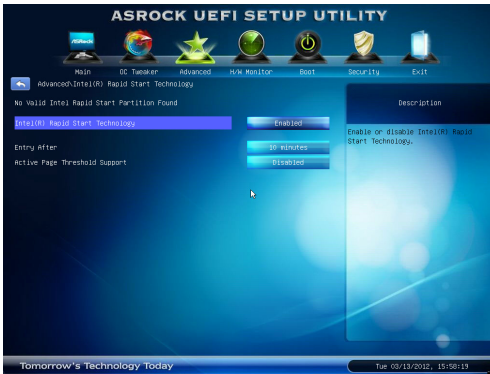 ASROCK UEFI SETUP UTILITY
ASRock
Main OC Tweaker Advanced H/W Monitor Boot Security Exit
Advanced\Intel(R) Rapid Start Technology
No Valid Intel Rapid Start Partition Found
Description
Intel(R) Rapid Start Technology Enabled
Enable or disable Intel(R) Rapid
Start Technology.
Entry After 10 minutes
Active Page Threshold Support Disabled
Tomorrow's Technology Today
Tue 03/13/2012, 15:58:19